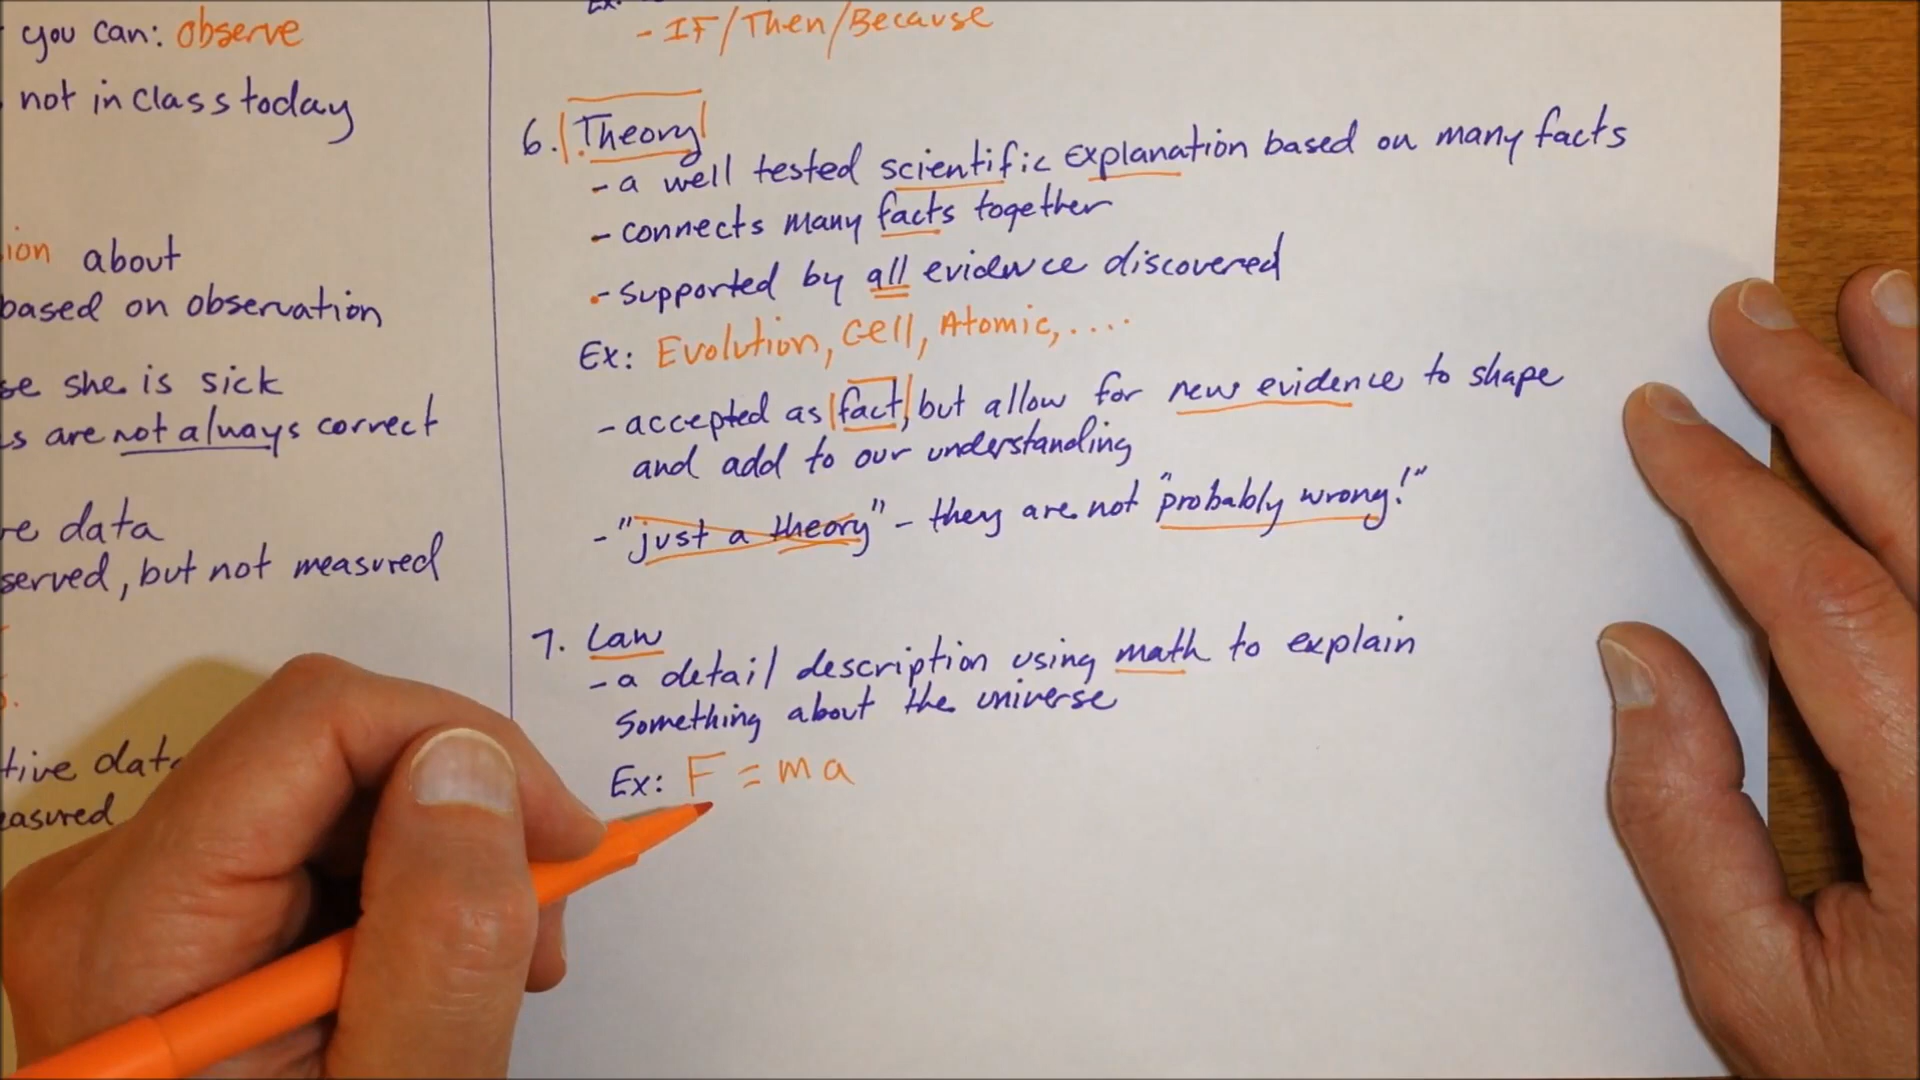 you can: observe
not in class today
ion about
based on observation
se she is sick
s are not always correct
re data
served, but not measured
tive data
easured
Ex:
- IF/Then/Because
6. Theory
- a well tested scientific explanation based on many facts
- connects many facts together
- supported by all evidence discovered
Ex: Evolution, Cell, Atomic, ....
- accepted as fact, but allow for new evidence to shape
and add to our understanding
- "just a theory" - they are not "probably wrong!"
7. Law
- a detail description using math to explain
something about the universe
Ex: F = ma